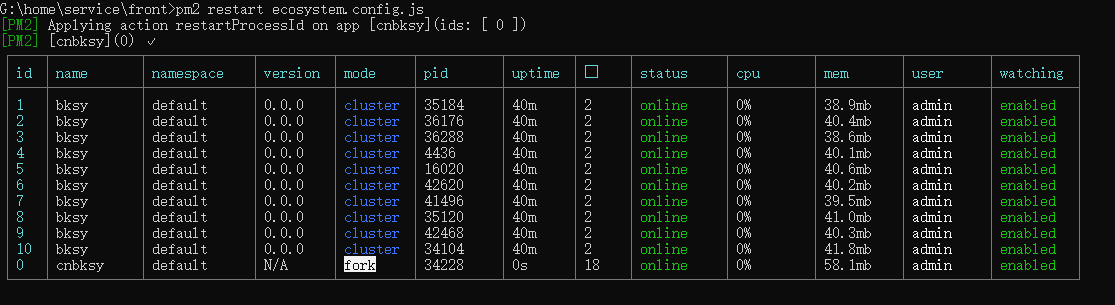 G:\home\service\front>pm2 restart ecosystem.config.js
[PM2] Applying action restartProcessId on app [cnbksy](ids: [ 0 ])
[PM2] [cnbksy](0) ✓
id name namespace version mode pid uptime □ status cpu mem user watching
1 bksy default 0.0.0 cluster 35184 40m 2 online 0% 38.9mb admin enabled
2 bksy default 0.0.0 cluster 36176 40m 2 online 0% 40.4mb admin enabled
3 bksy default 0.0.0 cluster 36288 40m 2 online 0% 38.6mb admin enabled
4 bksy default 0.0.0 cluster 4436 40m 2 online 0% 40.1mb admin enabled
5 bksy default 0.0.0 cluster 16020 40m 2 online 0% 40.6mb admin enabled
6 bksy default 0.0.0 cluster 42620 40m 2 online 0% 40.2mb admin enabled
7 bksy default 0.0.0 cluster 41496 40m 2 online 0% 39.5mb admin enabled
8 bksy default 0.0.0 cluster 35120 40m 2 online 0% 41.0mb admin enabled
9 bksy default 0.0.0 cluster 42468 40m 2 online 0% 40.3mb admin enabled
10 bksy default 0.0.0 cluster 34104 40m 2 online 0% 41.8mb admin enabled
0 cnbksy default N/A fork 34228 0s 18 online 0% 58.1mb admin enabled